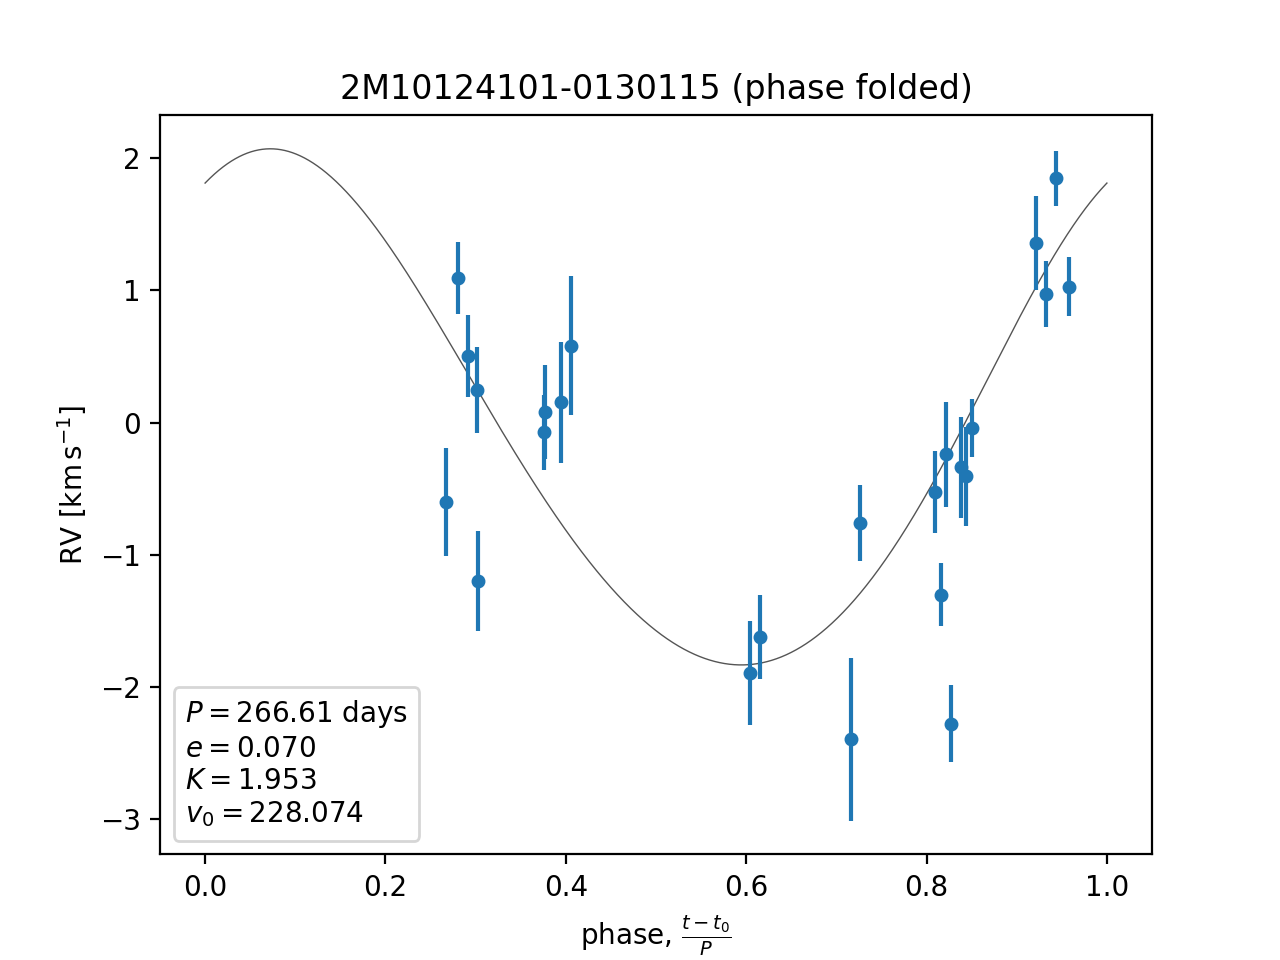 2M10124101-0130115 (phase folded)
RV [km s⁻¹]
2
1
0
−1
−2
−3
P = 266.61 days
e = 0.070
K = 1.953
v₀ = 228.074
0.0 0.2 0.4 0.6 0.8 1.0
phase, (t − t₀)/P